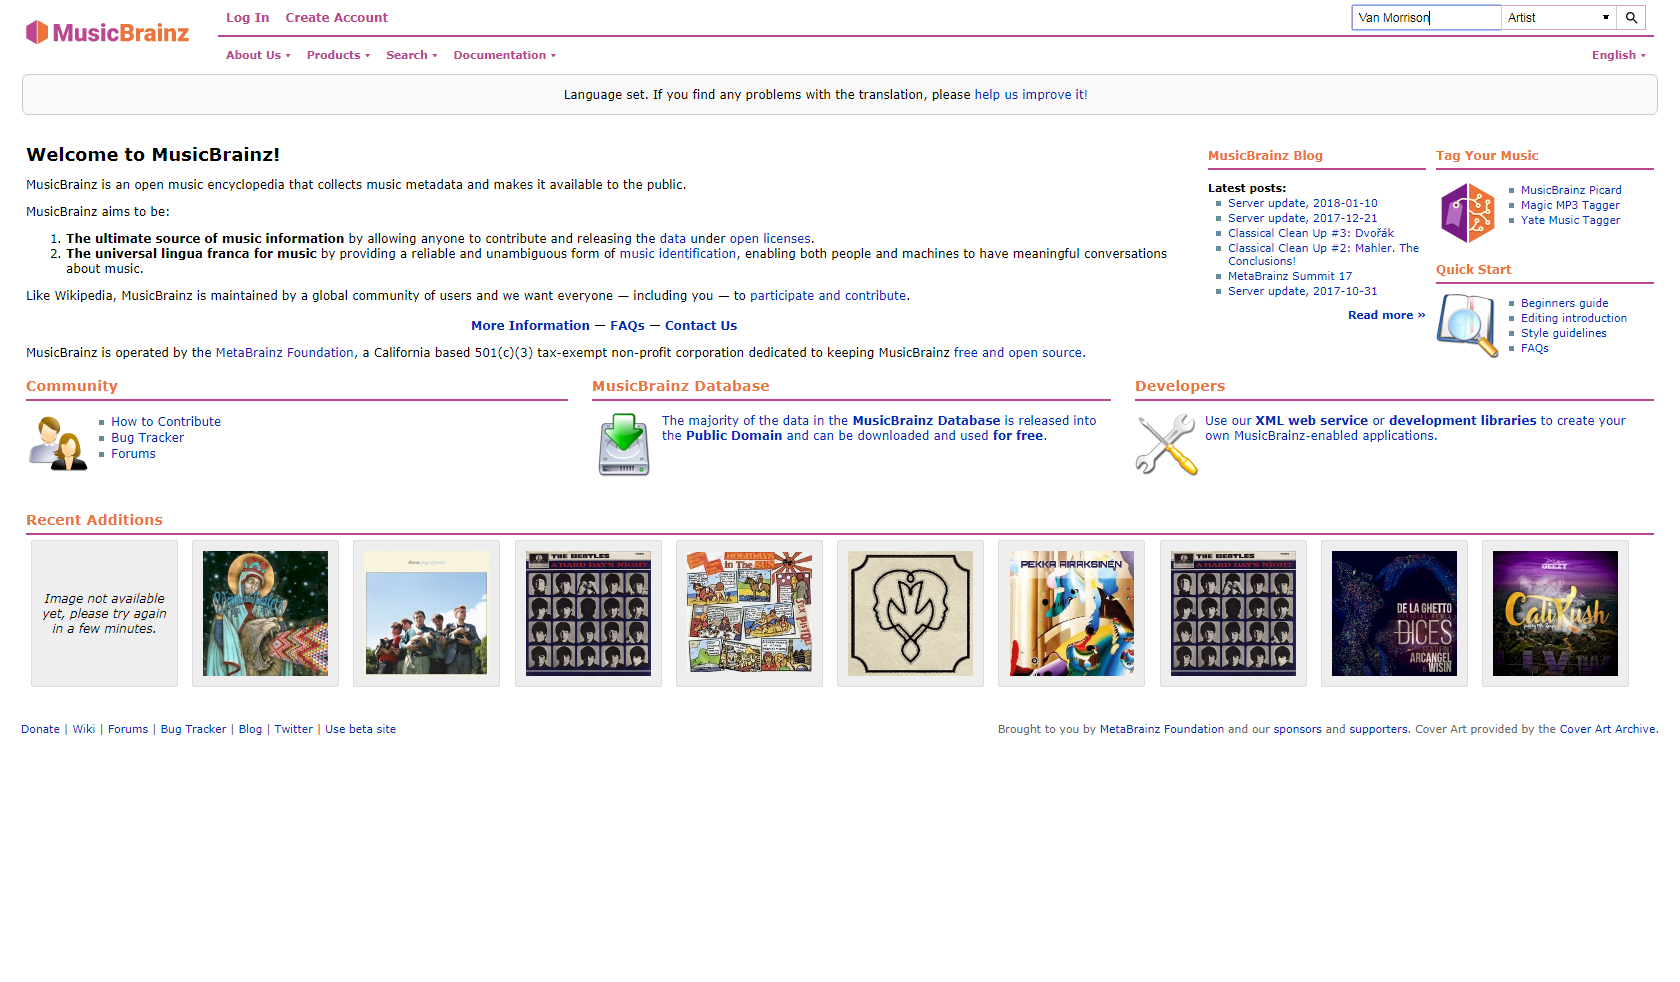 MusicBrainz
Log In Create Account
Van Morrison Artist
About Us Products Search Documentation
English
Language set. If you find any problems with the translation, please help us improve it!
Welcome to MusicBrainz!
MusicBrainz is an open music encyclopedia that collects music metadata and makes it available to the public.
MusicBrainz aims to be:
1. The ultimate source of music information by allowing anyone to contribute and releasing the data under open licenses.
2. The universal lingua franca for music by providing a reliable and unambiguous form of music identification, enabling both people and machines to have meaningful conversations
about music.
Like Wikipedia, MusicBrainz is maintained by a global community of users and we want everyone — including you — to participate and contribute.
More Information — FAQs — Contact Us
MusicBrainz is operated by the MetaBrainz Foundation, a California based 501(c)(3) tax-exempt non-profit corporation dedicated to keeping MusicBrainz free and open source.
MusicBrainz Blog
Latest posts:
Server update, 2018-01-10
Server update, 2017-12-21
Classical Clean Up #3: Dvořák
Classical Clean Up #2: Mahler. The
Conclusions!
MetaBrainz Summit 17
Server update, 2017-10-31
Read more »
Tag Your Music
MusicBrainz Picard
Magic MP3 Tagger
Yate Music Tagger
Quick Start
Beginners guide
Editing introduction
Style guidelines
FAQs
Community
How to Contribute
Bug Tracker
Forums
MusicBrainz Database
The majority of the data in the MusicBrainz Database is released into
the Public Domain and can be downloaded and used for free.
Developers
Use our XML web service or development libraries to create your
own MusicBrainz-enabled applications.
Recent Additions
Image not available
yet, please try again
in a few minutes.
THE BEATLES
A HARD DAY'S NIGHT
HOLIDAYS
in The SUN
SEX PISTOLS
PEKKA AIRAKSINEN
THE BEATLES
A HARD DAY'S NIGHT
DE LA GHETTO
OFFICIAL REMIX
DICES
FEATURING
ARCANGEL
& WISIN
GEEZY
Cali Kush
Donate | Wiki | Forums | Bug Tracker | Blog | Twitter | Use beta site
Brought to you by MetaBrainz Foundation and our sponsors and supporters. Cover Art provided by the Cover Art Archive.